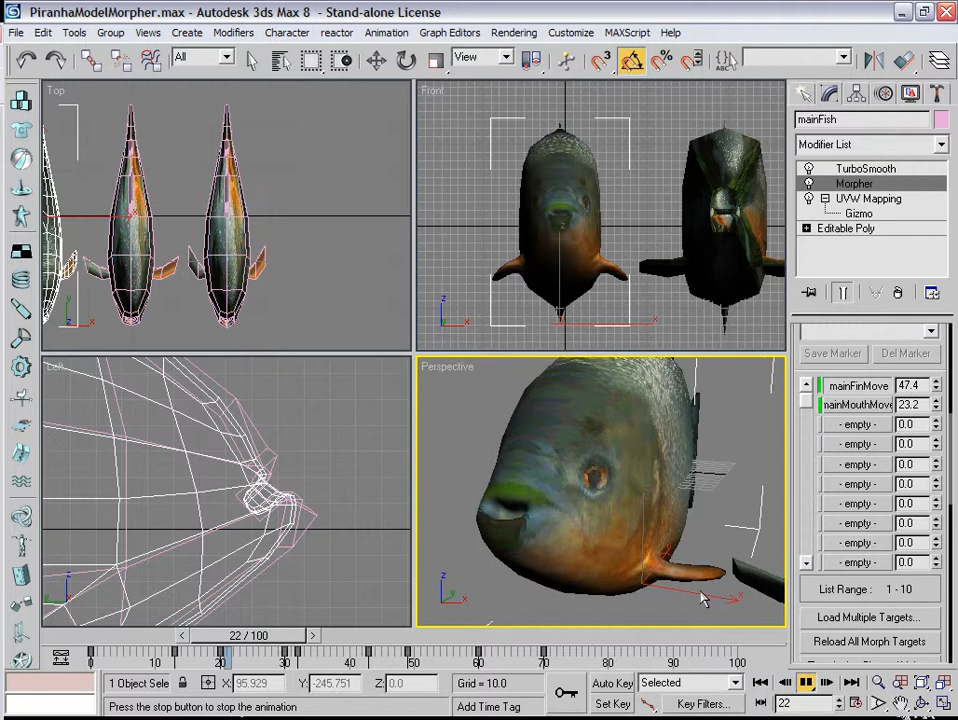 PiranhaModelMorpher.max - Autodesk 3ds Max 8 - Stand-alone License
File Edit Tools Group Views Create Modifiers Character reactor Animation Graph Editors Rendering Customize MAXScript Help
All
View
Top
Front
mainFish
Modifier List
TurboSmooth
Morpher
UVW Mapping
Gizmo
Editable Poly
Save Marker Del Marker
Left
Perspective
mainFinMove 47.4
mainMouthMove 23.2
- empty - 0.0
- empty - 0.0
- empty - 0.0
- empty - 0.0
- empty - 0.0
- empty - 0.0
- empty - 0.0
- empty - 0.0
List Range : 1 - 10
Load Multiple Targets...
Reload All Morph Targets
< 22 / 100 >
0 10 20 30 40 50 60 70 80 90 100
1 Object Sele X: 95.929 Y: -245.751 Z: 0.0 Grid = 10.0 Auto Key Selected
Press the stop button to stop the animation Add Time Tag Set Key Key Filters... 22